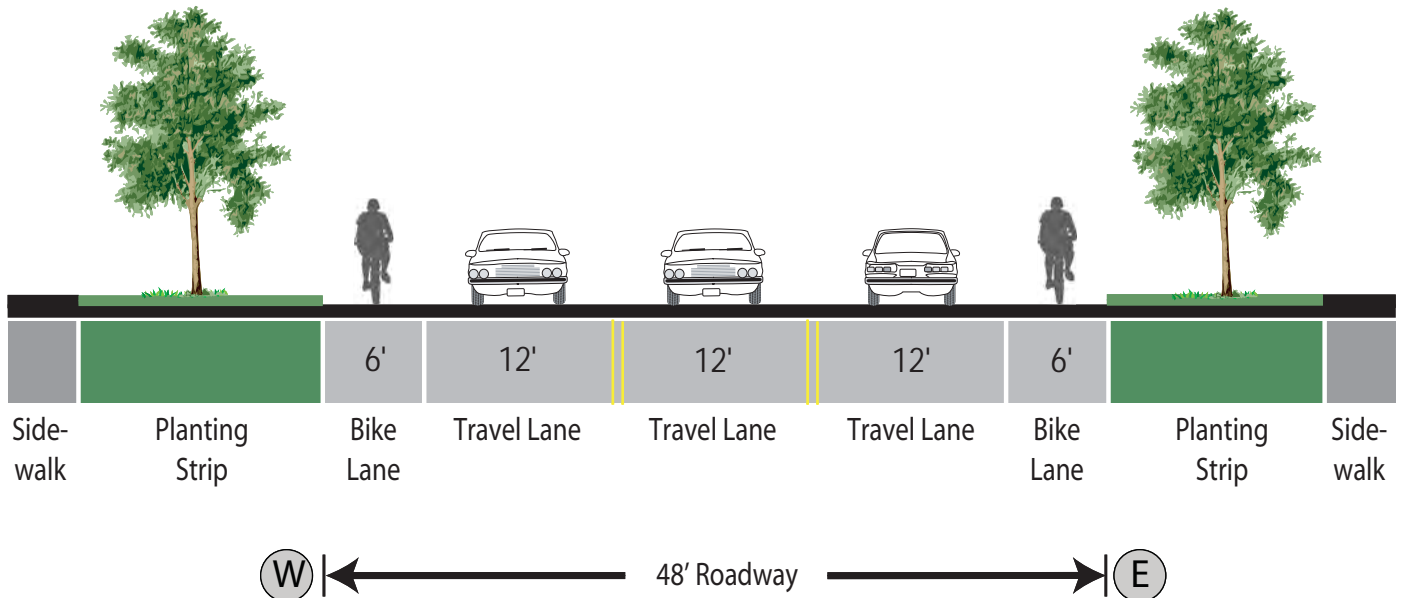 6' 12' 12' 12' 6'
Side- Planting Bike Travel Lane Travel Lane Travel Lane Bike Planting Side-
walk Strip Lane Lane Strip walk
W 48' Roadway E